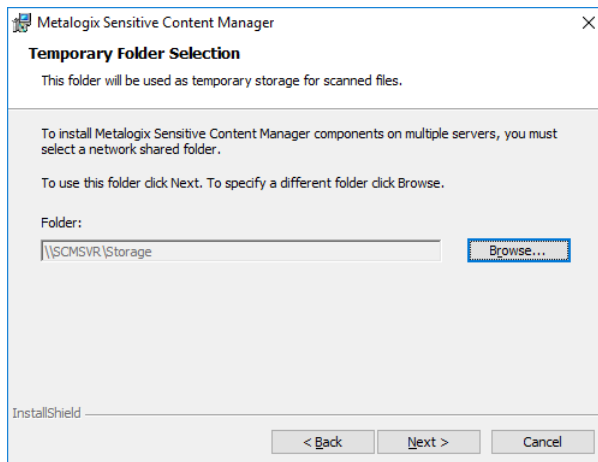 Metalogix Sensitive Content Manager
Temporary Folder Selection
This folder will be used as temporary storage for scanned files.
To install Metalogix Sensitive Content Manager components on multiple servers, you must
select a network shared folder.
To use this folder click Next. To specify a different folder click Browse.
Folder:
\\SCMSVR\Storage
Browse...
InstallShield
< Back
Next >
Cancel